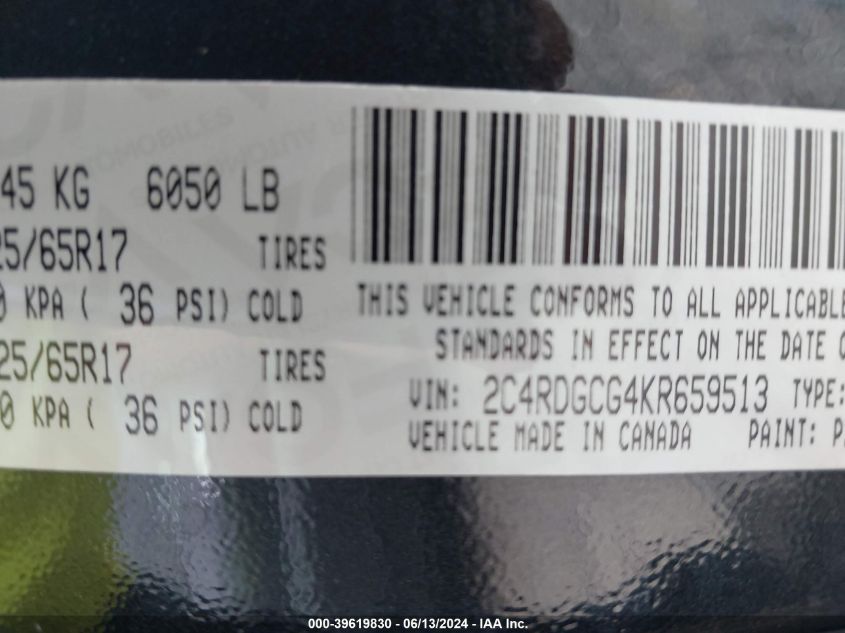 45 KG 6050 LB
25/65R17 TIRES
0 KPA ( 36 PSI) COLD
25/65R17 TIRES
0 KPA ( 36 PSI) COLD
THIS VEHICLE CONFORMS TO ALL APPLICABLE
STANDARDS IN EFFECT ON THE DATE O
VIN: 2C4RDGCG4KR659513 TYPE:
VEHICLE MADE IN CANADA PAINT: P
000-39619830 - 06/13/2024 - IAA Inc.